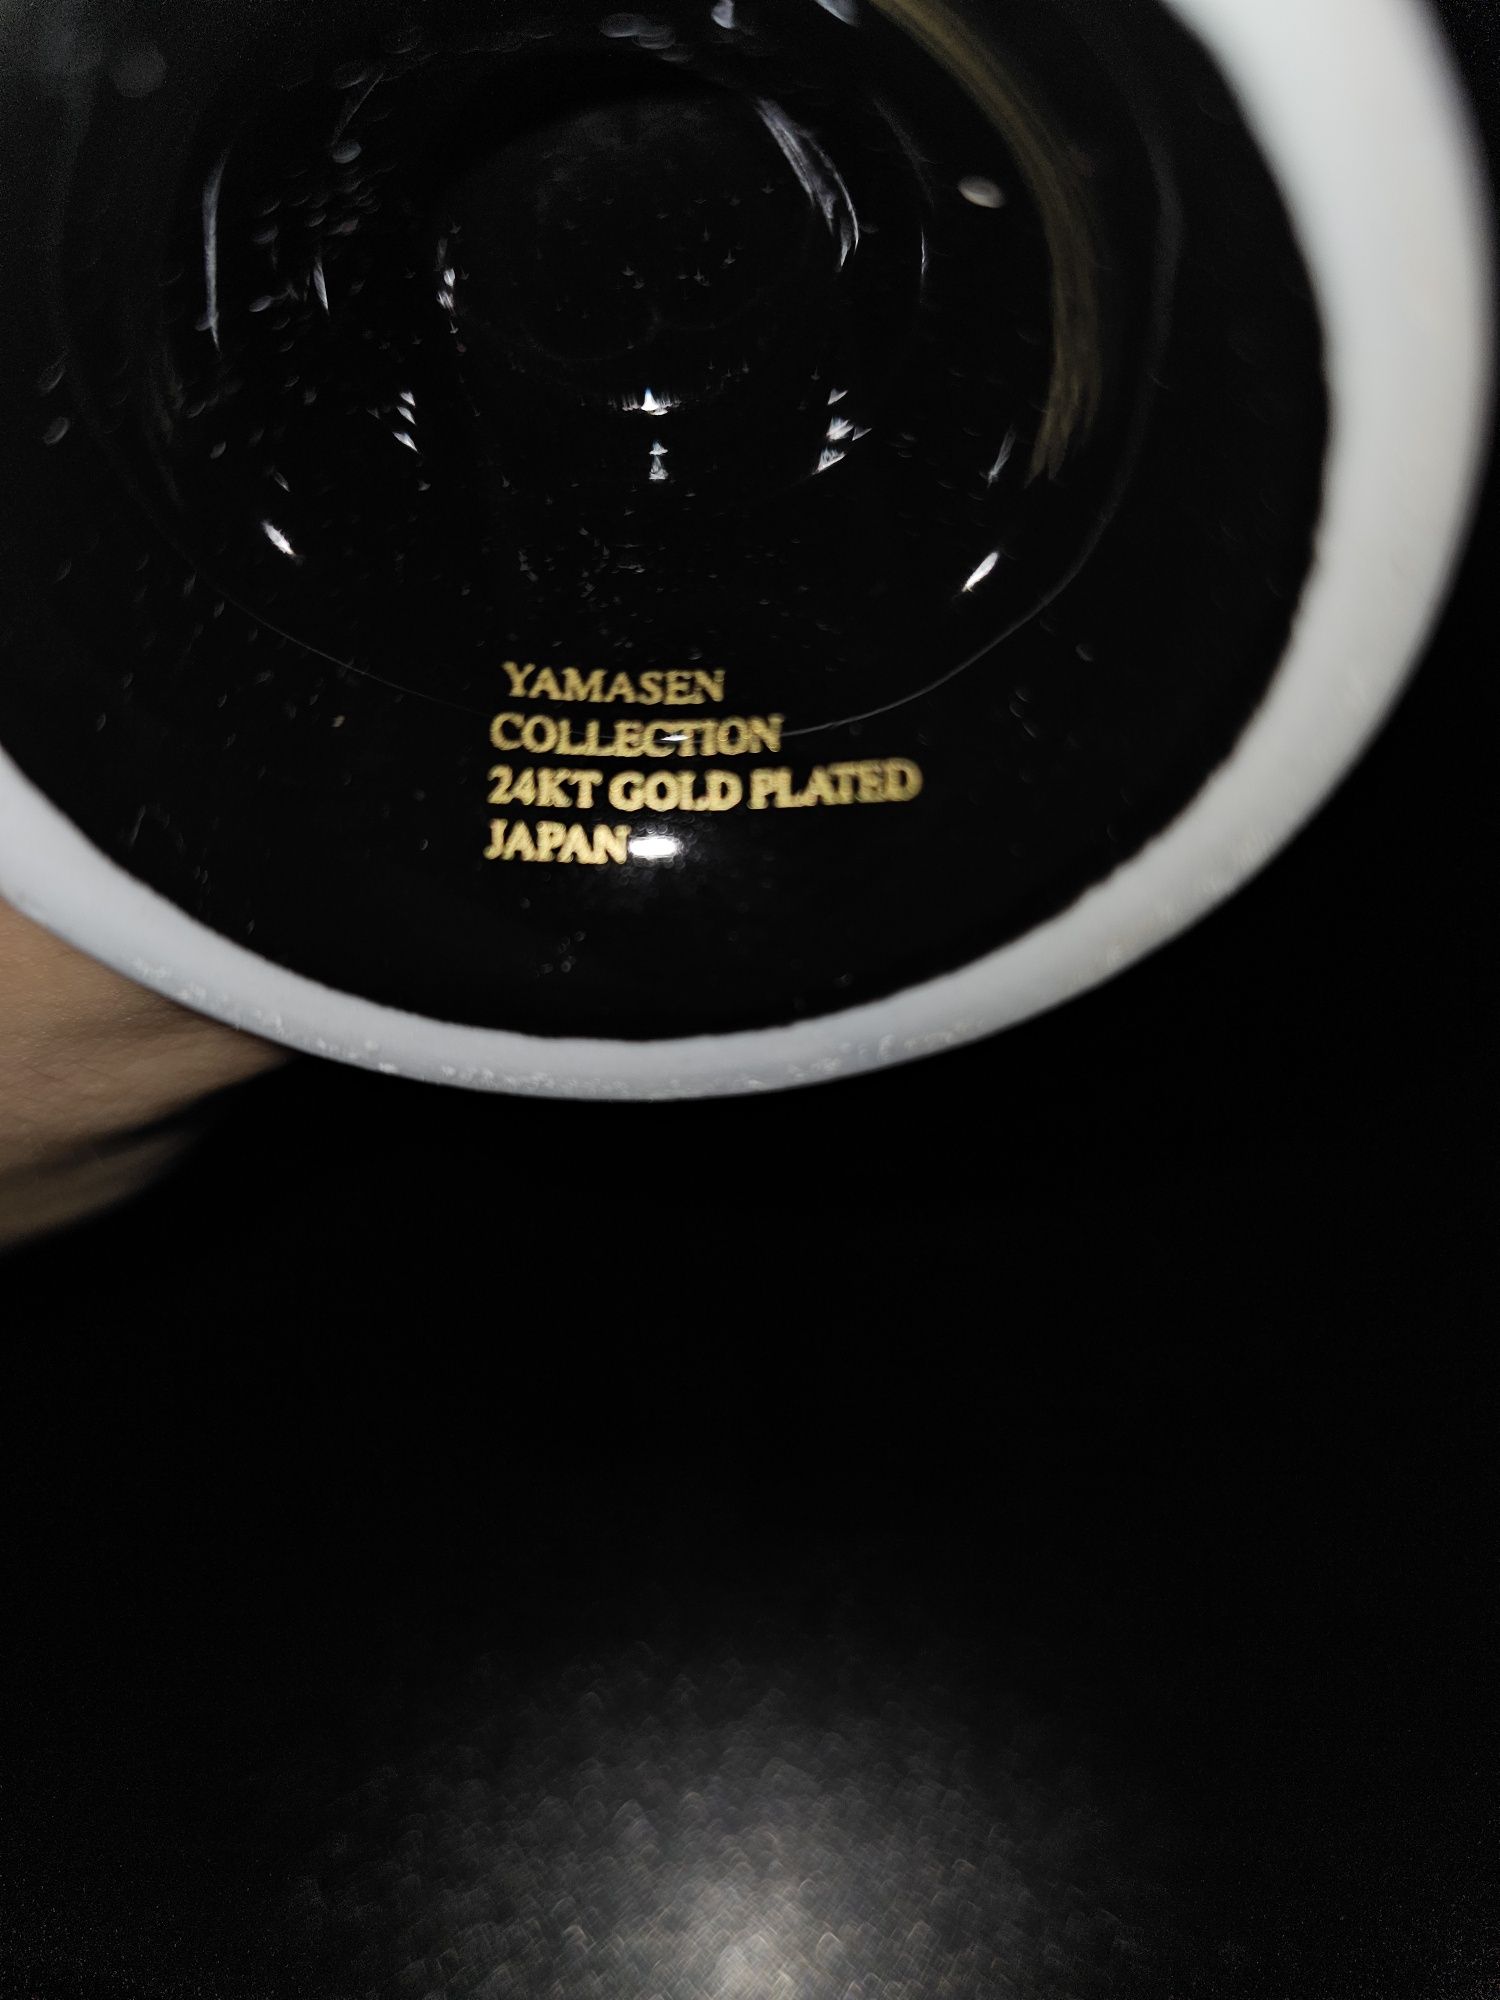 YAMASEN
COLLECTION
24KT GOLD PLATED
JAPAN